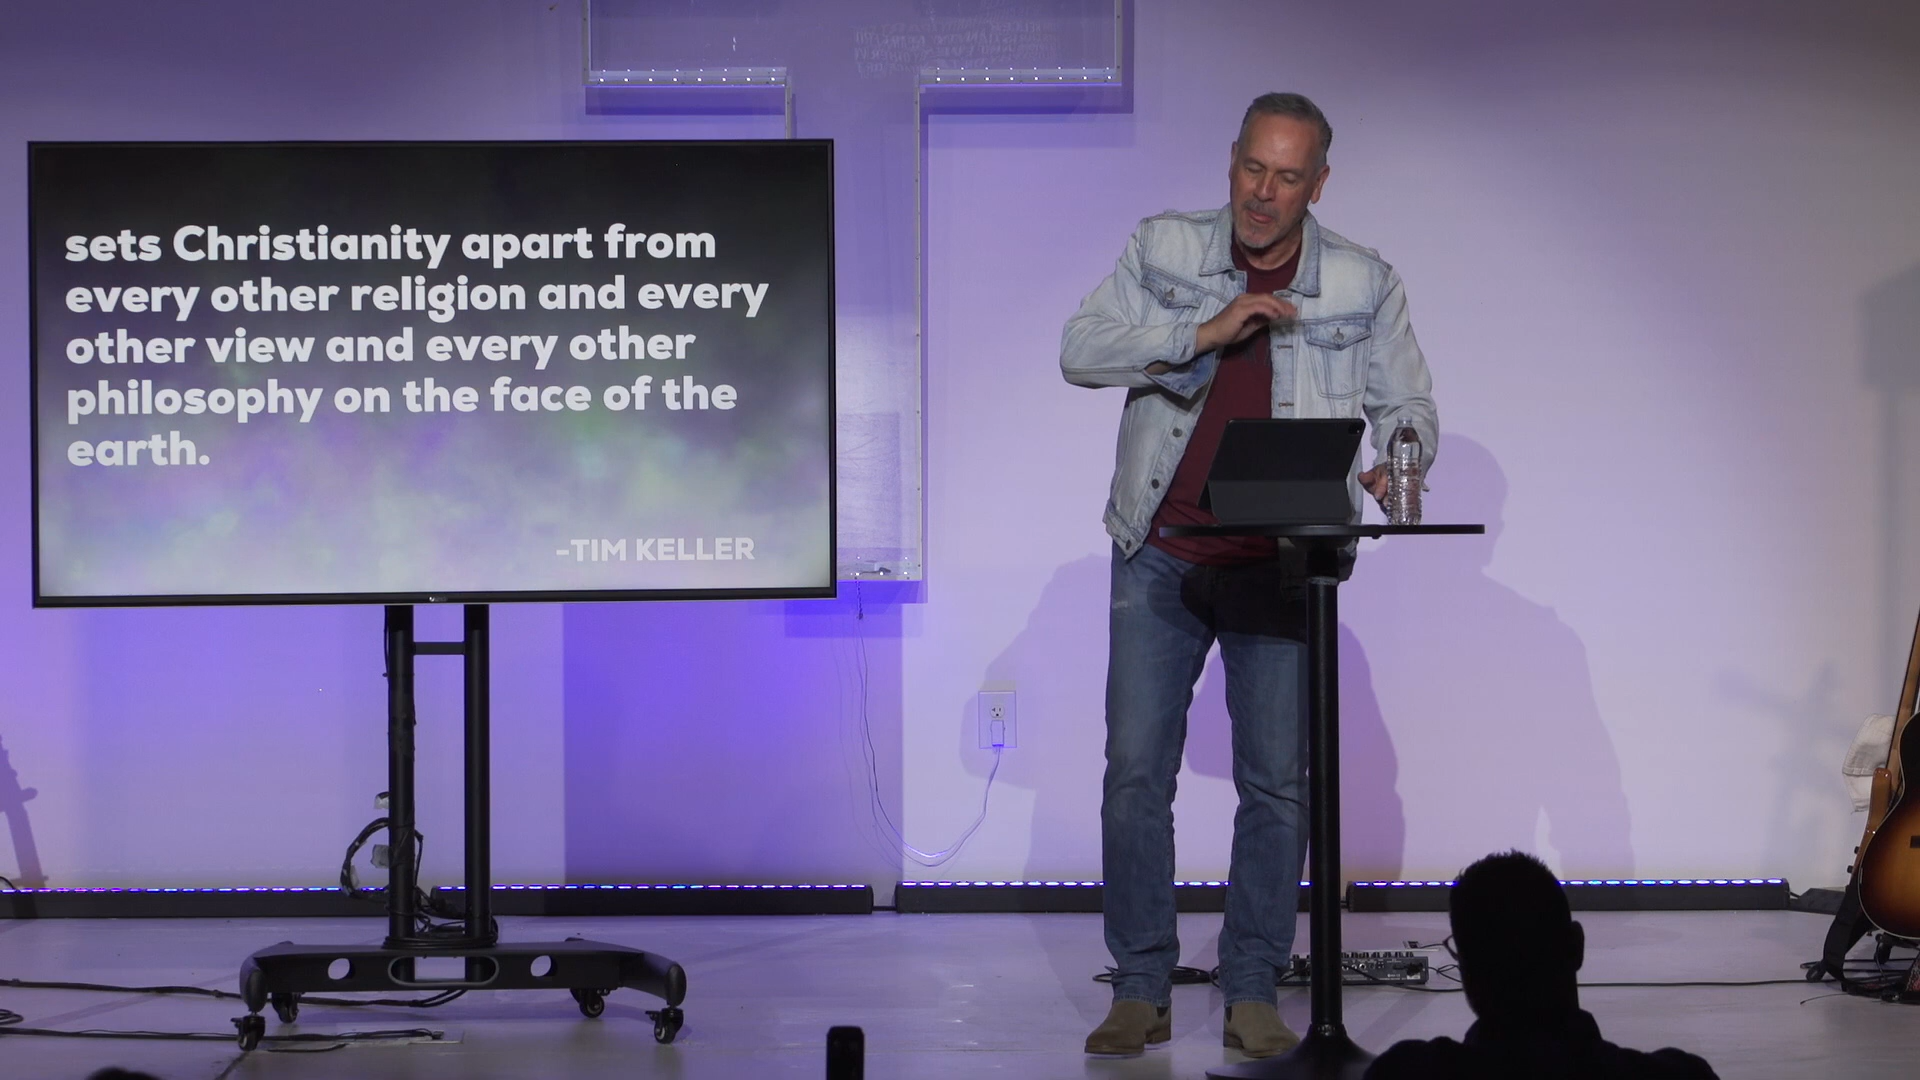 sets Christianity apart from
every other religion and every
other view and every other
philosophy on the face of the
earth.
-TIM KELLER